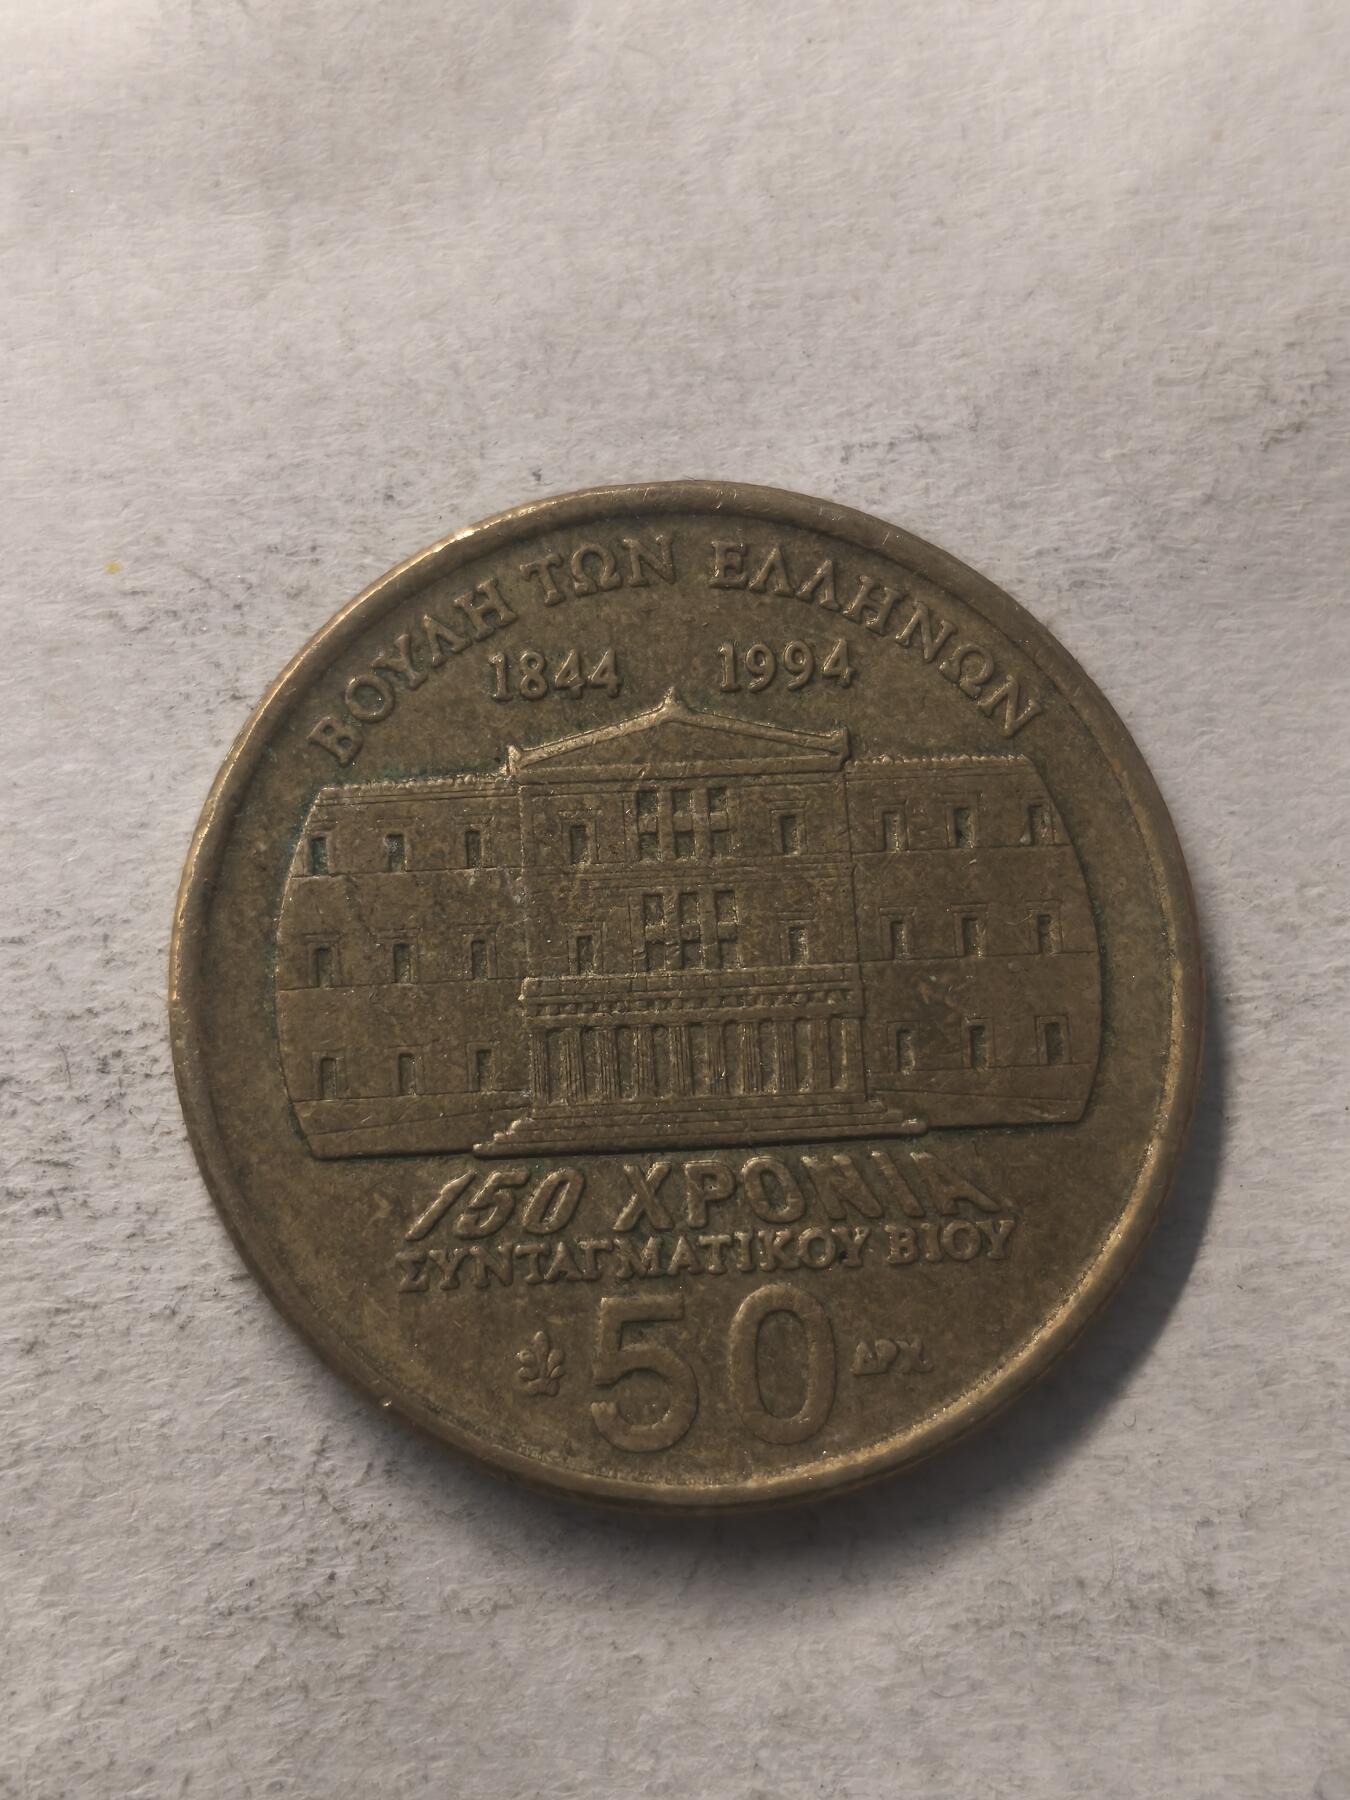 ΒΟΥΛΗ ΤΩΝ ΕΛΛΗΝΩΝ
1844 1994
150 ΧΡΟΝΙΑ
ΣΥΝΤΑΓΜΑΤΙΚΟΥ ΒΙΟΥ
50 ΔΡΧ